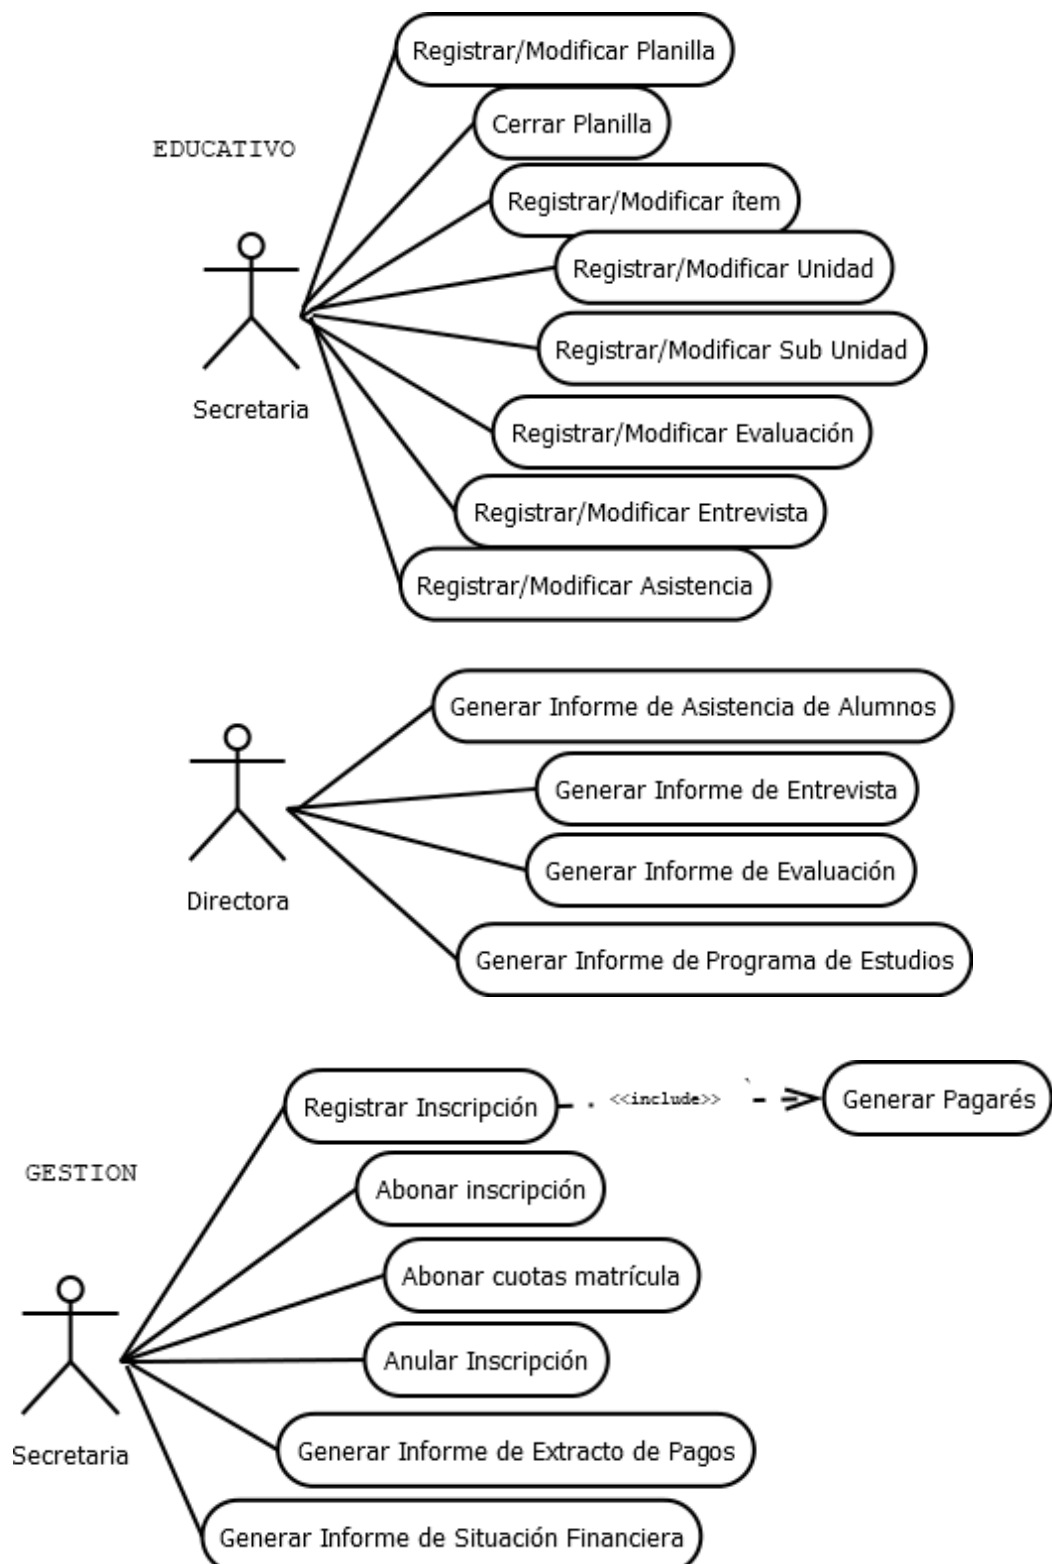 Registrar/Modificar Planilla
Cerrar Planilla
EDUCATIVO
Registrar/Modificar ítem
Registrar/Modificar Unidad
Registrar/Modificar Sub Unidad
Secretaria
Registrar/Modificar Evaluación
Registrar/Modificar Entrevista
Registrar/Modificar Asistencia
Generar Informe de Asistencia de Alumnos
Generar Informe de Entrevista
Generar Informe de Evaluación
Directora
Generar Informe de Programa de Estudios
Registrar Inscripción
<<include>>
Generar Pagarés
GESTION
Abonar inscripción
Abonar cuotas matrícula
Anular Inscripción
Secretaria
Generar Informe de Extracto de Pagos
Generar Informe de Situación Financiera